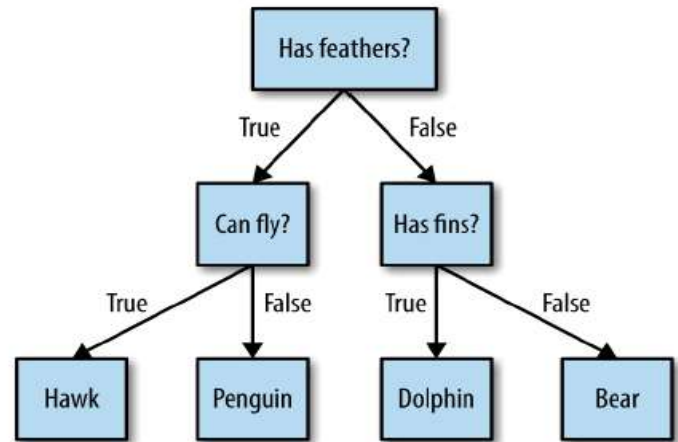 Has feathers?
True
False
Can fly?
Has fins?
True
False
True
False
Hawk
Penguin
Dolphin
Bear